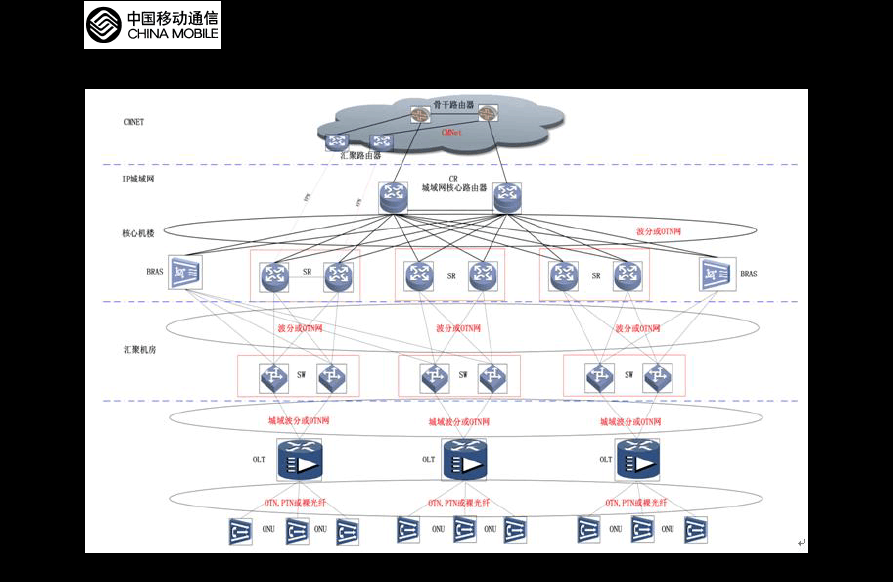 中国移动通信
CHINA MOBILE
骨干路由器
CMNET
CMNet
汇聚路由器
IP城域网
CR
城域网核心路由器
OTN
OTN
核心机楼
波分或OTN网
BRAS
SR
SR
SR
BRAS
波分或OTN网
波分或OTN网
波分或OTN网
汇聚机房
SW
SW
SW
城域波分或OTN网
城域波分或OTN网
城域波分或OTN网
OLT
OLT
OLT
OTN,PTN或裸光纤
OTN,PTN或裸光纤
OTN,PTN或裸光纤
ONU
ONU
ONU
ONU
ONU
ONU